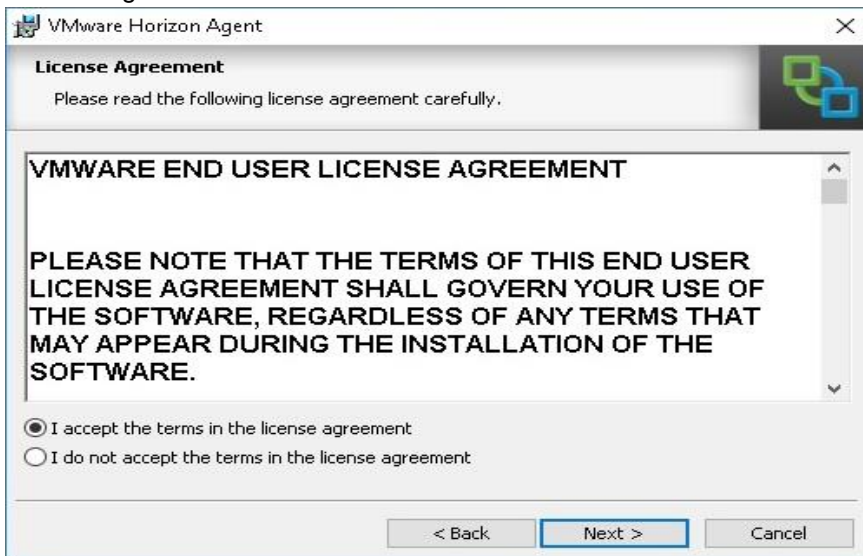 VMware Horizon Agent
License Agreement
Please read the following license agreement carefully.
VMWARE END USER LICENSE AGREEMENT
PLEASE NOTE THAT THE TERMS OF THIS END USER
LICENSE AGREEMENT SHALL GOVERN YOUR USE OF
THE SOFTWARE, REGARDLESS OF ANY TERMS THAT
MAY APPEAR DURING THE INSTALLATION OF THE
SOFTWARE.
I accept the terms in the license agreement
I do not accept the terms in the license agreement
< Back Next > Cancel